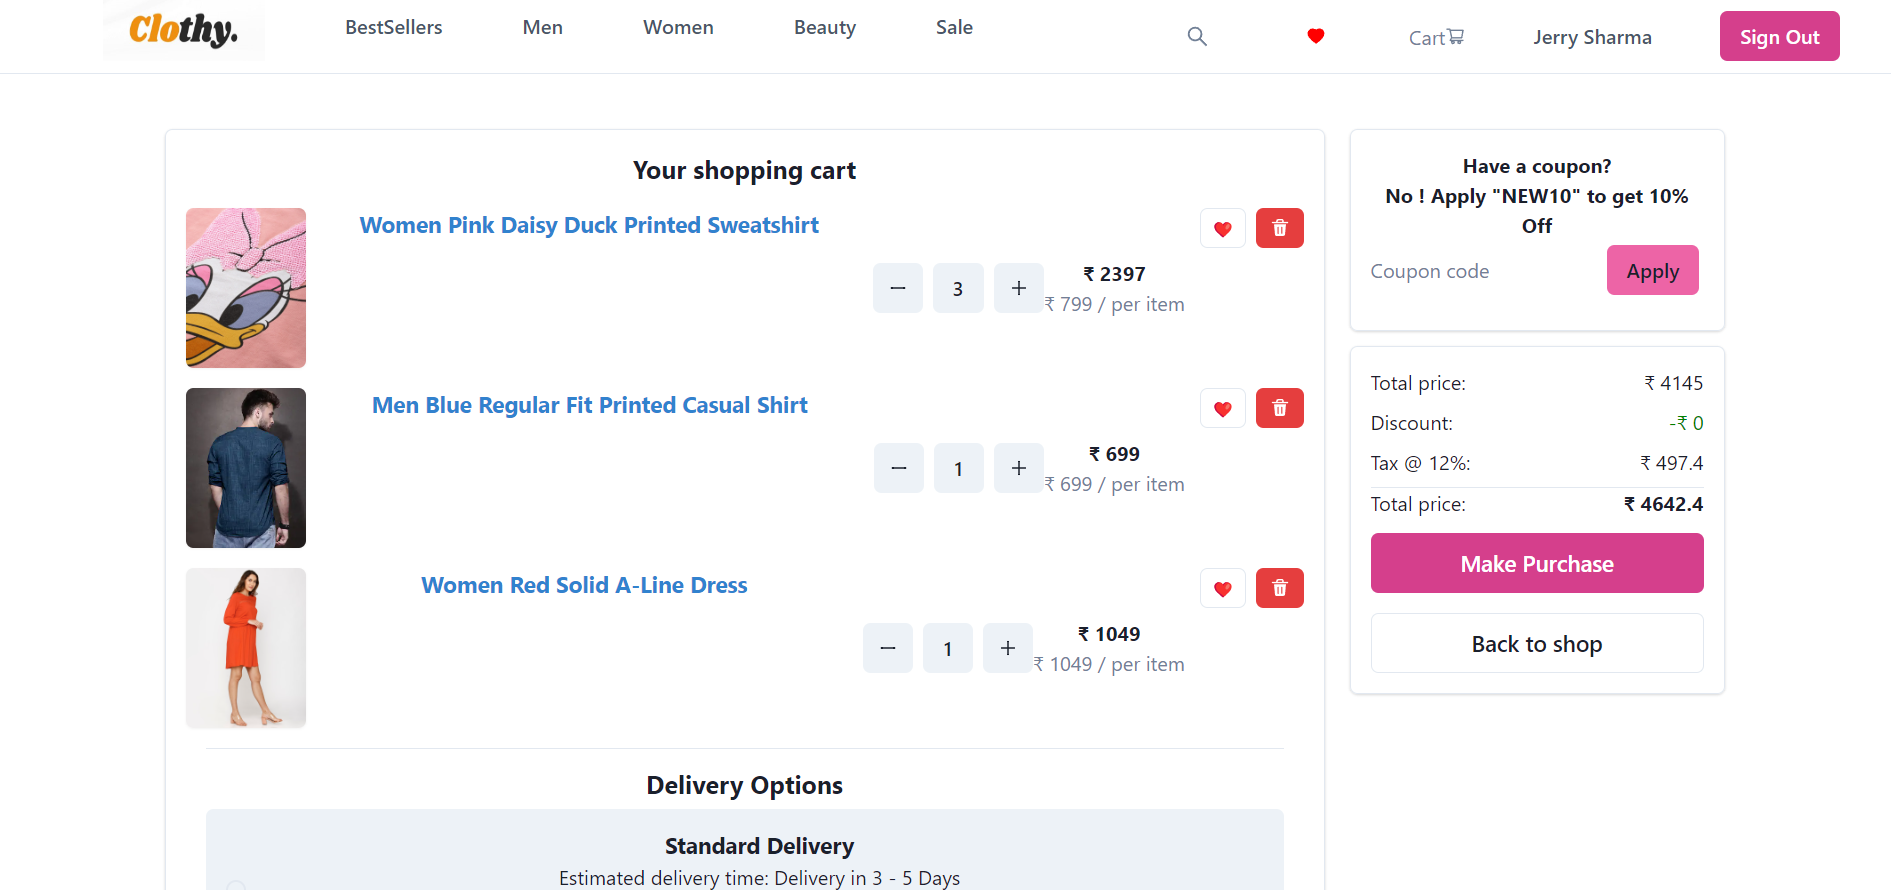 Clothy.
BestSellers Men Women Beauty Sale Cart Jerry Sharma Sign Out
Your shopping cart
Women Pink Daisy Duck Printed Sweatshirt
3
₹ 2397
₹ 799 / per item
Men Blue Regular Fit Printed Casual Shirt
1
₹ 699
₹ 699 / per item
Women Red Solid A-Line Dress
1
₹ 1049
₹ 1049 / per item
Delivery Options
Standard Delivery
Estimated delivery time: Delivery in 3 - 5 Days
Have a coupon?
No ! Apply "NEW10" to get 10%
Off
Coupon code Apply
Total price: ₹ 4145
Discount: -₹ 0
Tax @ 12%: ₹ 497.4
Total price: ₹ 4642.4
Make Purchase
Back to shop